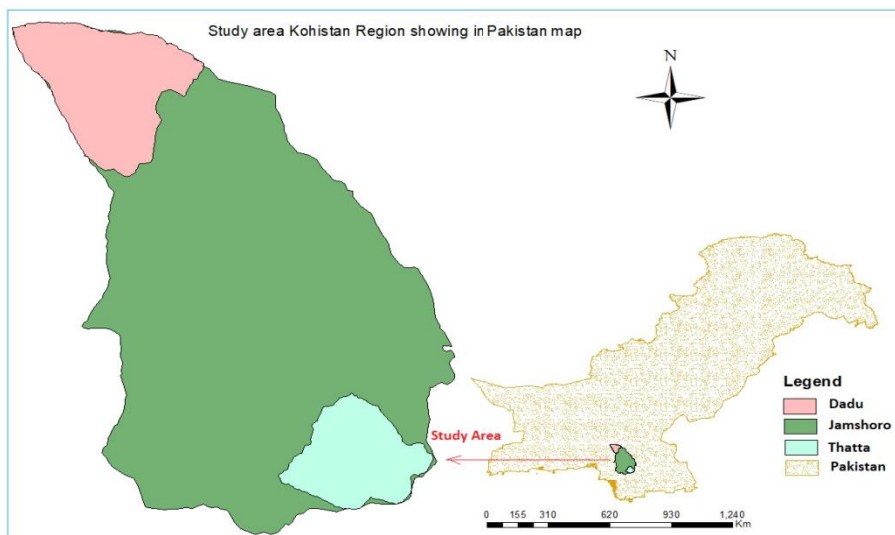 Study area Kohistan Region showing in Pakistan map
N
Study Area
Legend
Dadu
Jamshoro
Thatta
Pakistan
0 155 310 620 930 1,240
Km